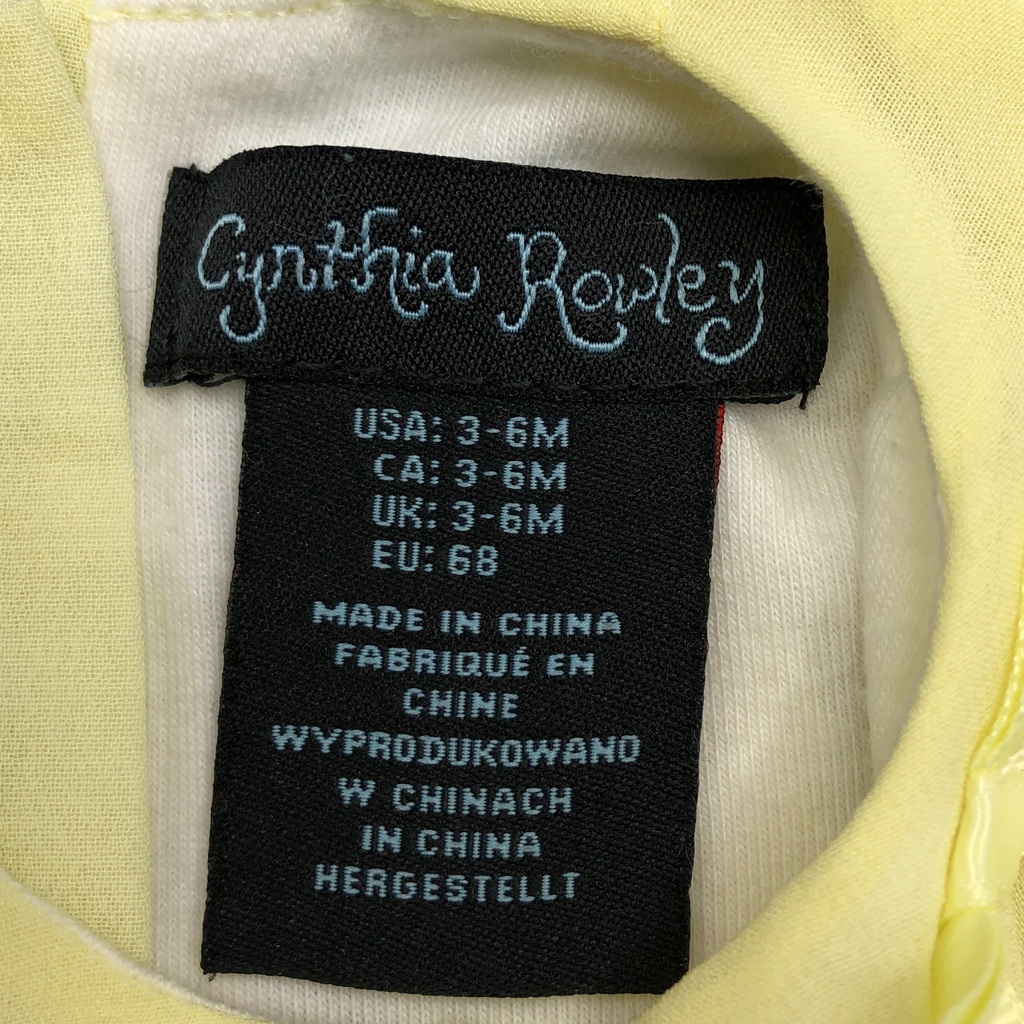 Cynthia Rowley
USA: 3-6M
CA: 3-6M
UK: 3-6M
EU: 68
MADE IN CHINA
FABRIQUÉ EN
CHINE
WYPRODUKOWANO
W CHINACH
IN CHINA
HERGESTELLT